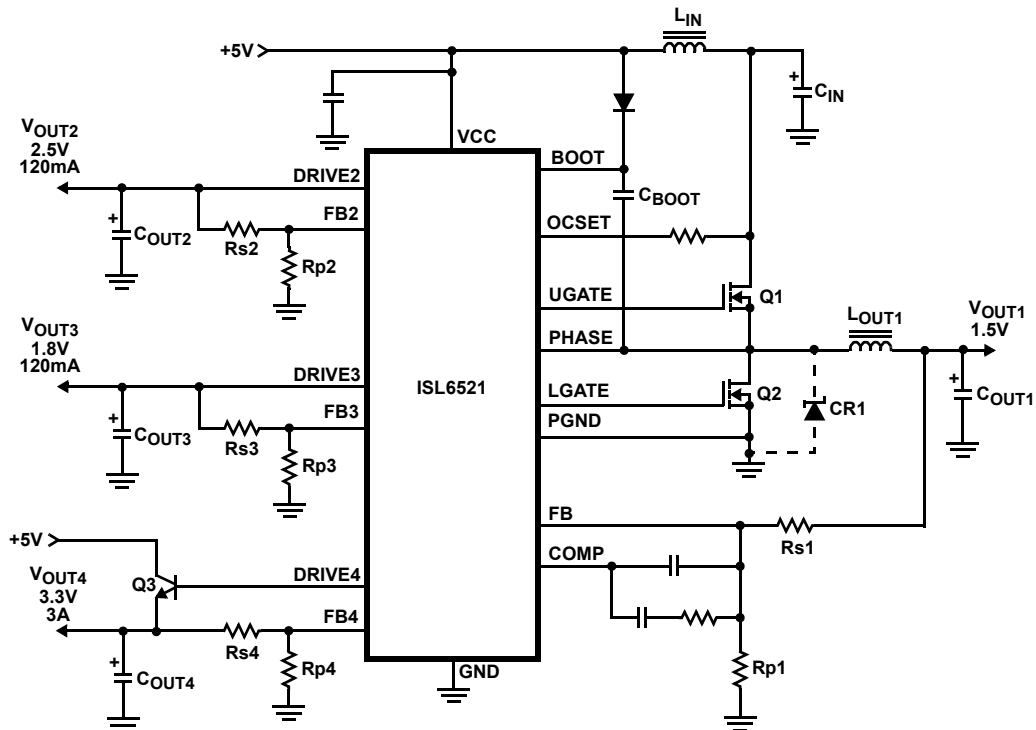 L_IN
+5V
C_IN
VCC
V_OUT2
2.5V
120mA
BOOT
DRIVE2
C_BOOT
FB2
OCSET
C_OUT2
Rs2
Rp2
UGATE
Q1
V_OUT3
1.8V
120mA
L_OUT1
V_OUT1
1.5V
PHASE
DRIVE3
ISL6521
LGATE
Q2
CR1
C_OUT1
FB3
PGND
C_OUT3
Rs3
Rp3
FB
+5V
Rs1
COMP
V_OUT4
3.3V
3A
Q3
DRIVE4
FB4
Rs4
Rp4
GND
Rp1
C_OUT4
+
+
+
+
+